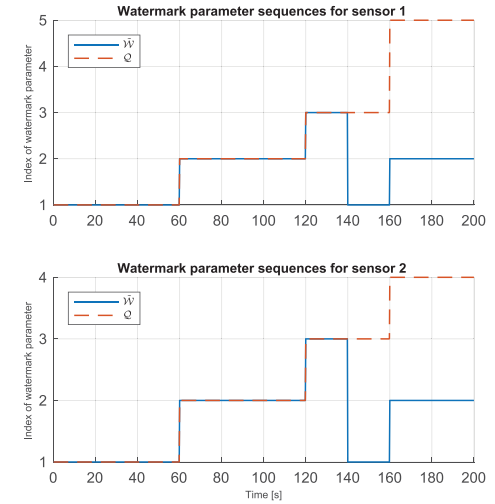 Watermark parameter sequences for sensor 1
Index of watermark parameter
5
4
3
2
1
𝒲̄
𝒬
0 20 40 60 80 100 120 140 160 180 200
Watermark parameter sequences for sensor 2
Index of watermark parameter
4
3
2
1
𝒲̄
𝒬
0 20 40 60 80 100 120 140 160 180 200
Time [s]